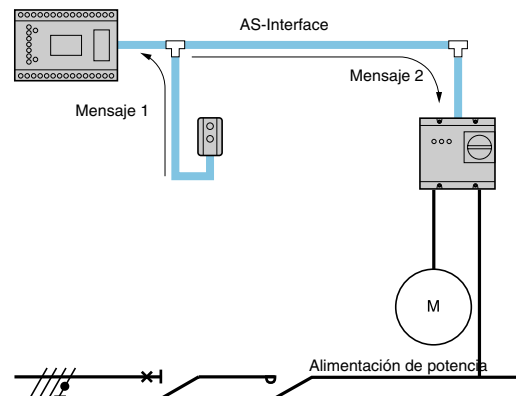 AS-Interface
Mensaje 2
Mensaje 1
M
Alimentación de potencia